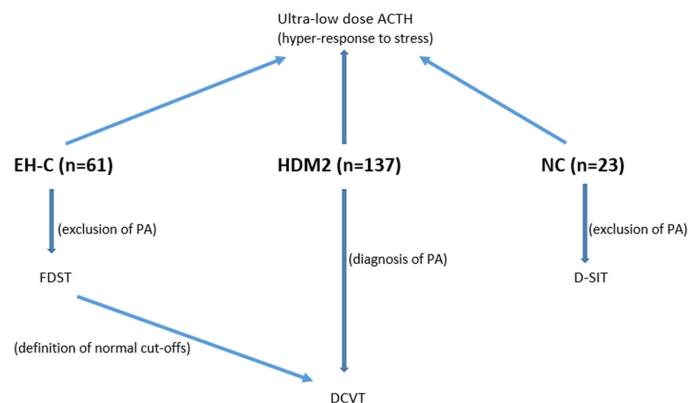 Ultra-low dose ACTH
(hyper-response to stress)
EH-C (n=61)
HDM2 (n=137)
NC (n=23)
(exclusion of PA)
(exclusion of PA)
(diagnosis of PA)
FDST
D-SIT
(definition of normal cut-offs)
DCVT